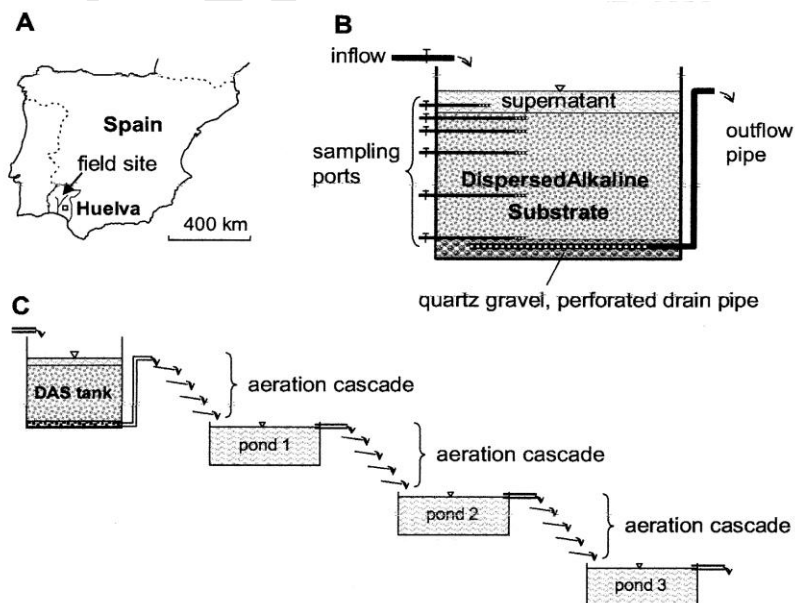 A
Spain
field site
Huelva
400 km
B
inflow
supernatant
sampling
ports
DispersedAlkaline
Substrate
outflow
pipe
quartz gravel, perforated drain pipe
C
DAS tank
aeration cascade
pond 1
aeration cascade
pond 2
aeration cascade
pond 3